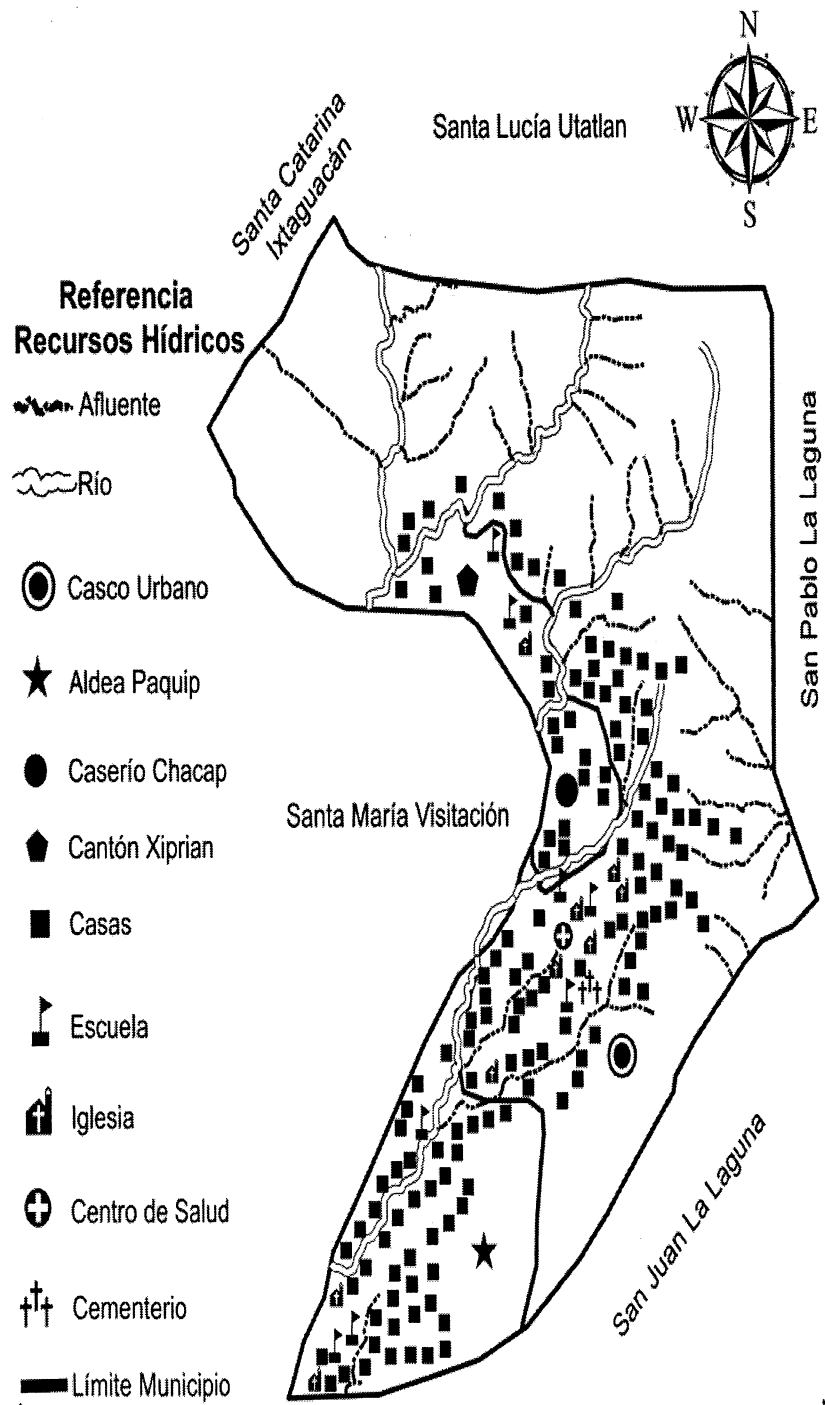 N
W E
S
Santa Lucía Utatlan
Santa Catarina
Ixtaguacán
Referencia
Recursos Hídricos
Afluente
Río
Casco Urbano
Aldea Paquip
Caserío Chacap
Cantón Xiprian
Casas
Escuela
Iglesia
Centro de Salud
Cementerio
Límite Municipio
Santa María Visitación
San Pablo La Laguna
San Juan La Laguna